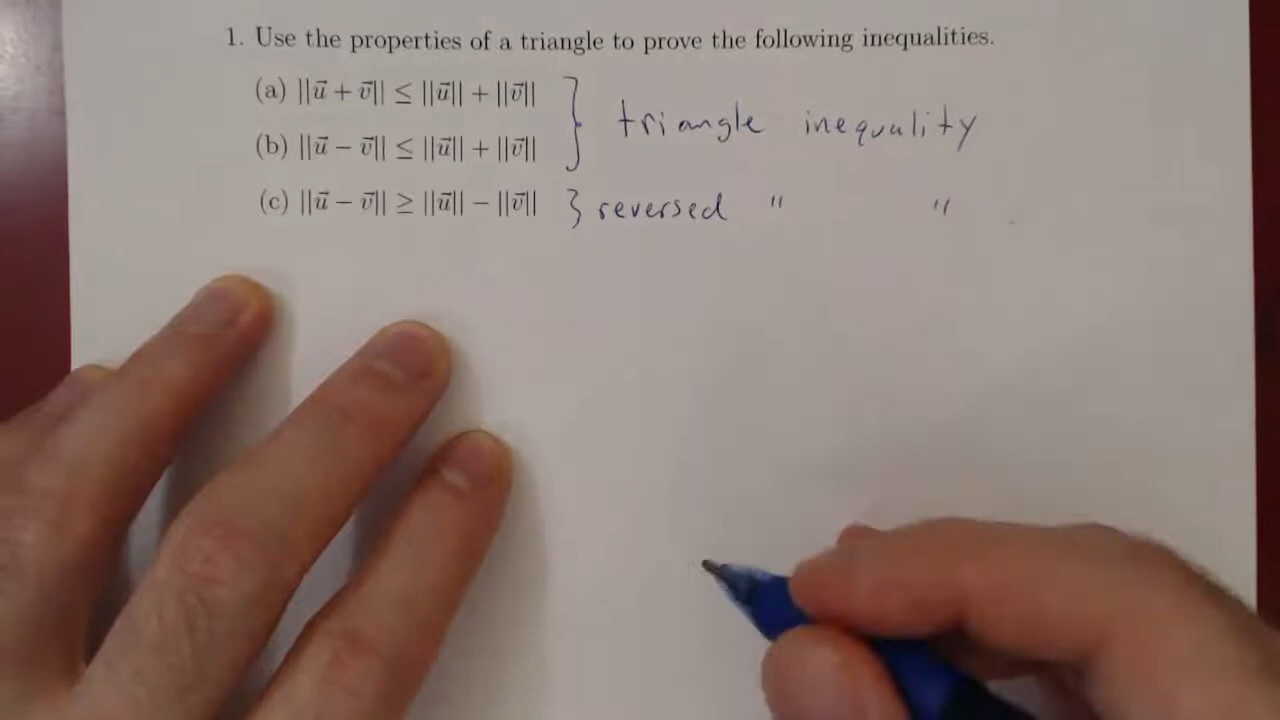 1. Use the properties of a triangle to prove the following inequalities.
(a) ||u⃗ + v⃗|| ≤ ||u⃗|| + ||v⃗||
(b) ||u⃗ − v⃗|| ≤ ||u⃗|| + ||v⃗|| } triangle inequality
(c) ||u⃗ − v⃗|| ≥ ||u⃗|| − ||v⃗|| } reversed " "